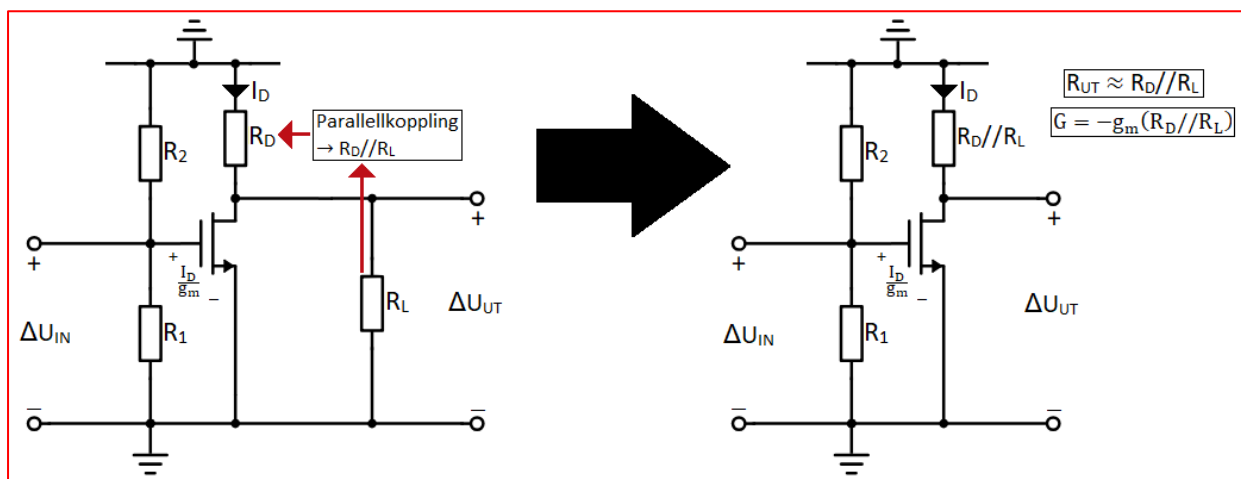 I_D
R_2
R_D
Parallellkoppling
→ R_D//R_L
+
+
+
I_D
g_m
−
R_L
R_1
ΔU_IN
ΔU_UT
−
−
I_D
R_2
R_D//R_L
R_UT ≈ R_D//R_L
G = −g_m(R_D//R_L)
+
+
+
I_D
g_m
−
R_1
ΔU_IN
ΔU_UT
−
−